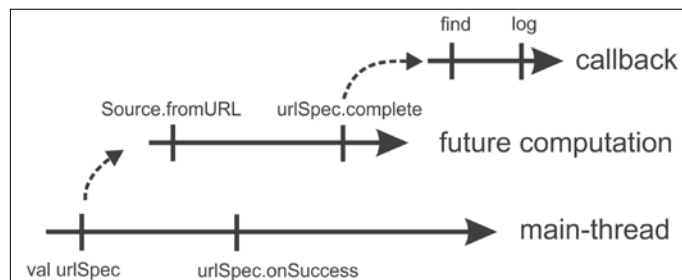 find log
callback
Source.fromURL urlSpec.complete
future computation
main-thread
val urlSpec urlSpec.onSuccess